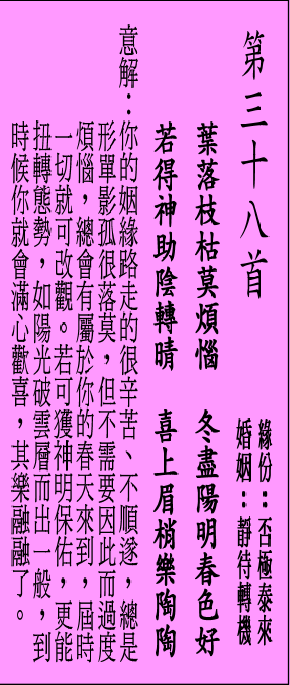 第三十八首
緣份：否極泰來
婚姻：靜待轉機
葉落枝枯莫煩惱　冬盡陽明春色好
若得神助陰轉晴　喜上眉梢樂陶陶
意解：你的姻緣路走的很辛苦、不順遂，總是
形單影孤很落莫，但不需要因此而過度
煩惱，總會有屬於你的春天來到，屆時
一切就可改觀。若可獲神明保佑，更能
扭轉態勢，如陽光破雲層而出一般，到
時候你就會滿心歡喜，其樂融融了。